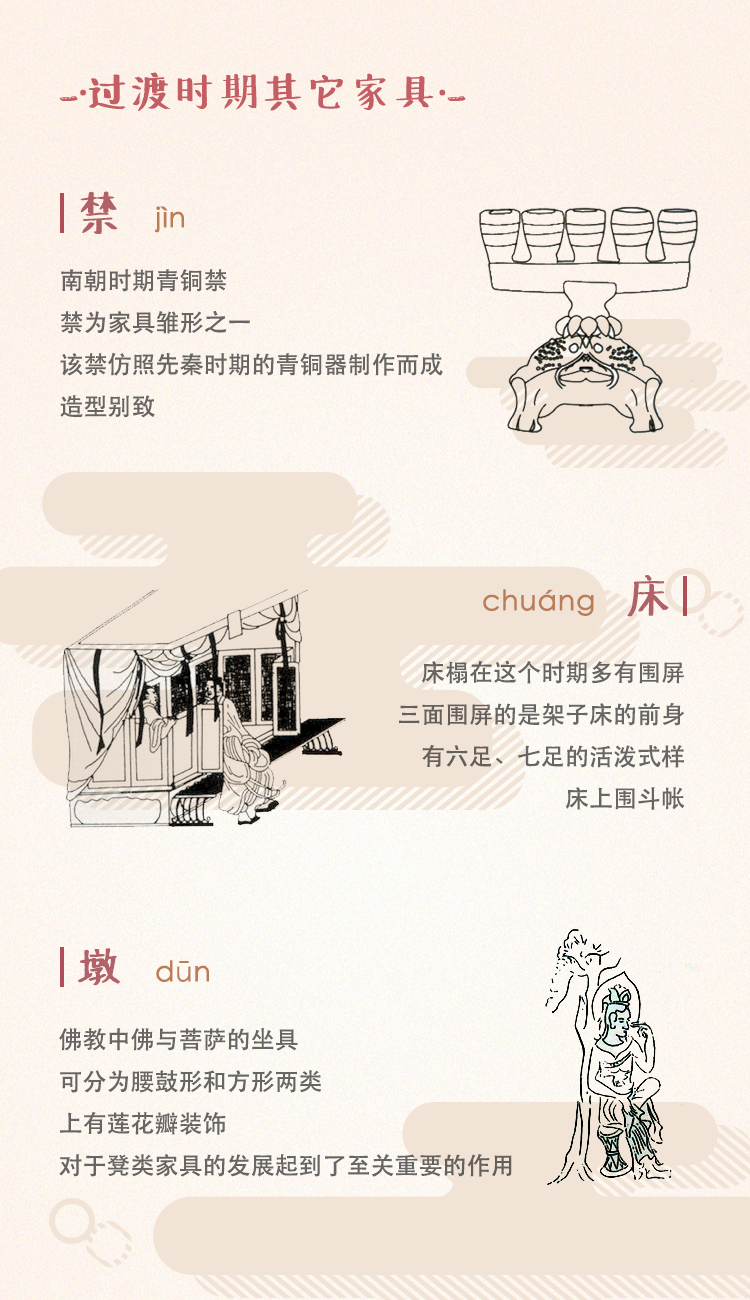 过渡时期其它家具
禁 jìn
南朝时期青铜禁
禁为家具雏形之一
该禁仿照先秦时期的青铜器制作而成
造型别致
chuáng 床
床榻在这个时期多有围屏
三面围屏的是架子床的前身
有六足、七足的活泼式样
床上围斗帐
墩 dūn
佛教中佛与菩萨的坐具
可分为腰鼓形和方形两类
上有莲花瓣装饰
对于凳类家具的发展起到了至关重要的作用